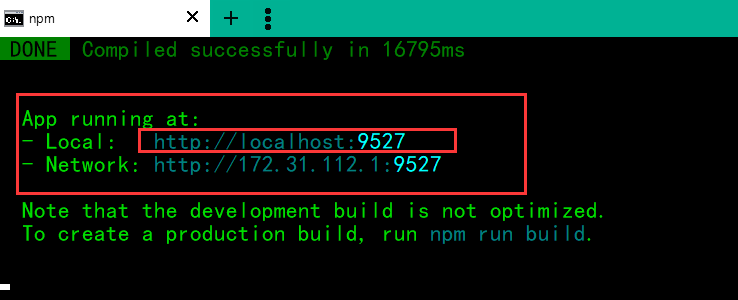 npm
DONE Compiled successfully in 16795ms
App running at:
- Local: http://localhost:9527
- Network: http://172.31.112.1:9527
Note that the development build is not optimized.
To create a production build, run npm run build.